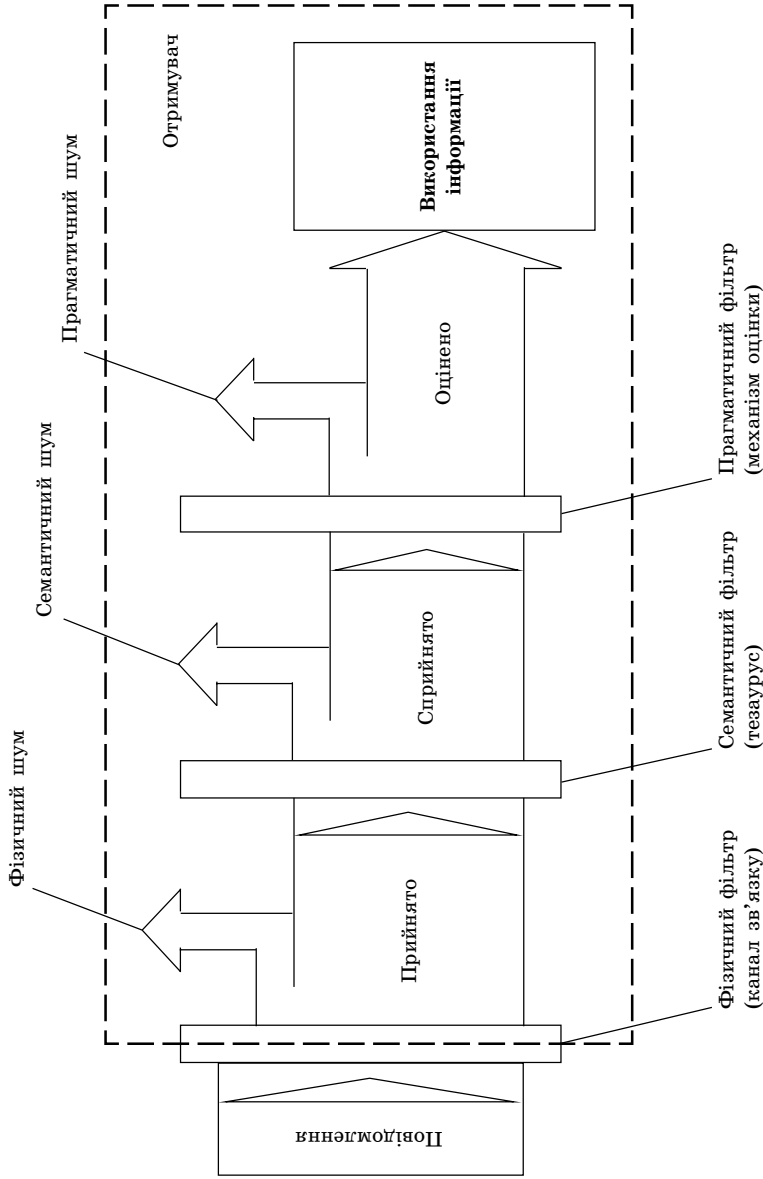 Фізичний шум
Семантичний шум
Прагматичний шум
Отримувач
Повідомлення
Прийнято
Сприйнято
Оцінено
Використання
інформації
Фізичний фільтр
(канал зв'язку)
Семантичний фільтр
(тезаурус)
Прагматичний фільтр
(механізм оцінки)